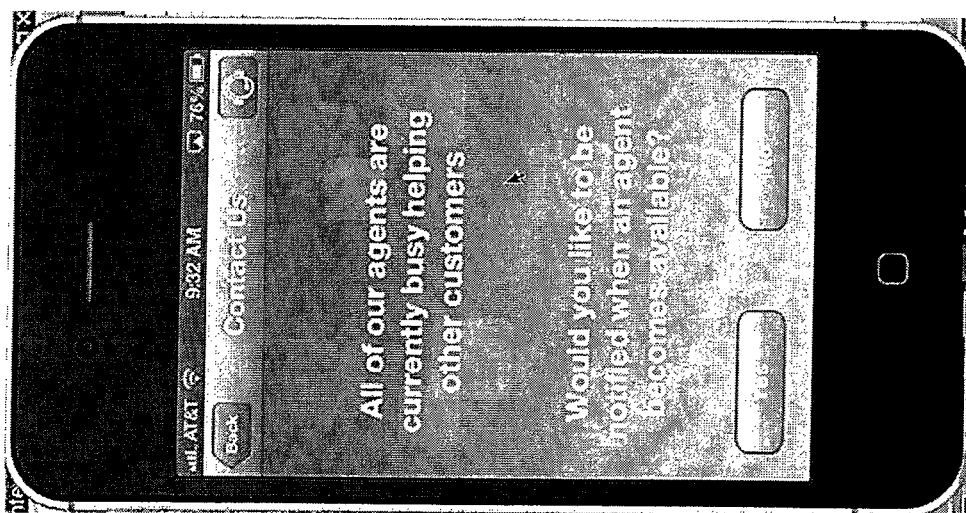 AT&T 9:32 AM 76%
Back Contact Us
All of our agents are
currently busy helping
other customers
Would you like to be
notified when an agent
becomes available?
Yes